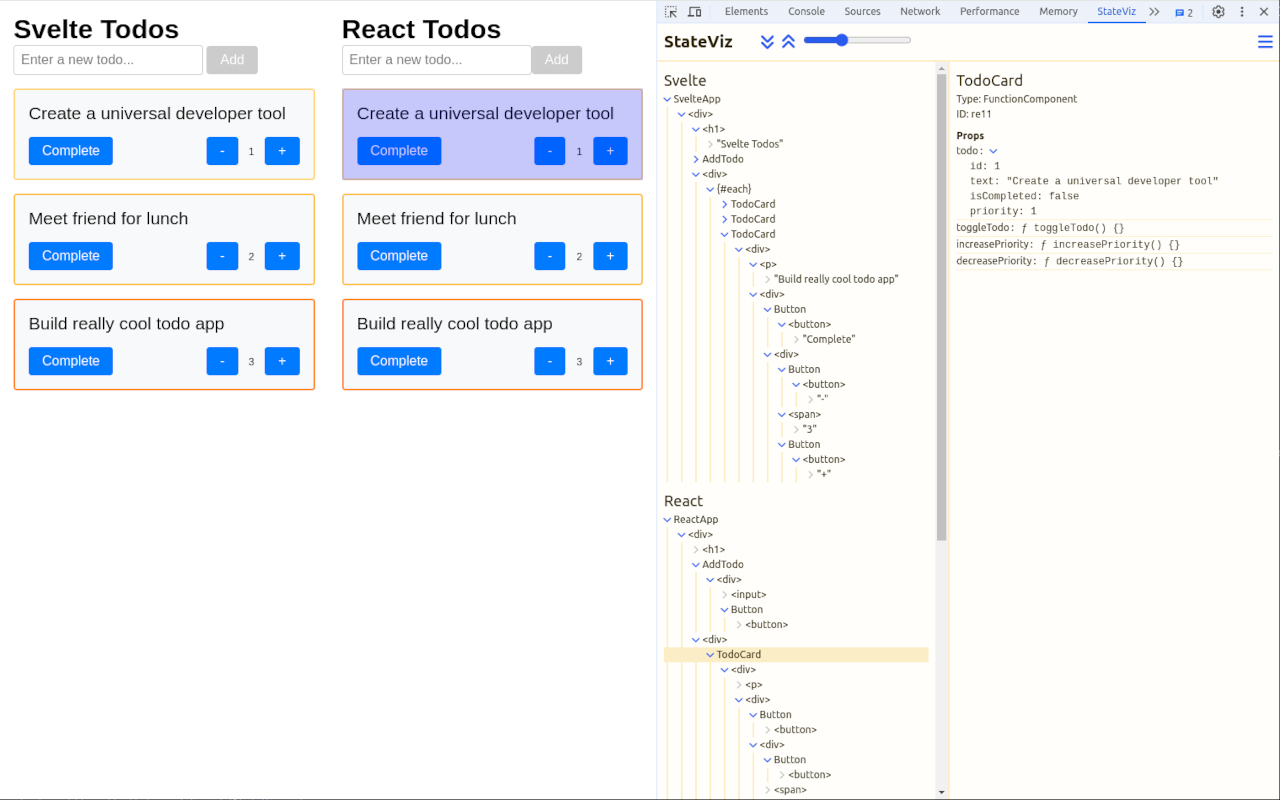 Svelte Todos
Enter a new todo... Add
Create a universal developer tool
Complete - 1 +
Meet friend for lunch
Complete - 2 +
Build really cool todo app
Complete - 3 +
React Todos
Enter a new todo... Add
Create a universal developer tool
Complete - 1 +
Meet friend for lunch
Complete - 2 +
Build really cool todo app
Complete - 3 +
Elements Console Sources Network Performance Memory StateViz 2
StateViz
Svelte
SvelteApp
<div>
<h1>
"Svelte Todos"
AddTodo
<div>
{#each}
TodoCard
TodoCard
TodoCard
<div>
<p>
"Build really cool todo app"
<div>
Button
<button>
"Complete"
<div>
Button
<button>
"-"
<span>
"3"
Button
<button>
"+"
React
ReactApp
<div>
<h1>
AddTodo
<div>
<input>
Button
<button>
<div>
TodoCard
<div>
<p>
<div>
Button
<button>
<div>
Button
<button>
<span>
TodoCard
Type: FunctionComponent
ID: re11
Props
todo:
id: 1
text: "Create a universal developer tool"
isCompleted: false
priority: 1
toggleTodo: ƒ toggleTodo() {}
increasePriority: ƒ increasePriority() {}
decreasePriority: ƒ decreasePriority() {}